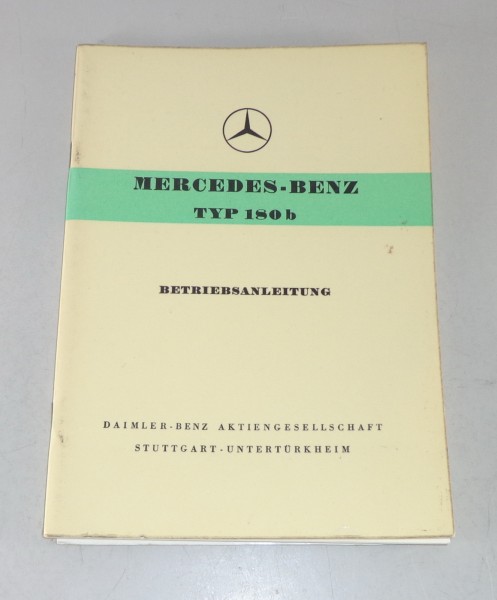 MERCEDES-BENZ
TYP 180b
BETRIEBSANLEITUNG
DAIMLER-BENZ AKTIENGESELLSCHAFT
STUTTGART-UNTERTÜRKHEIM